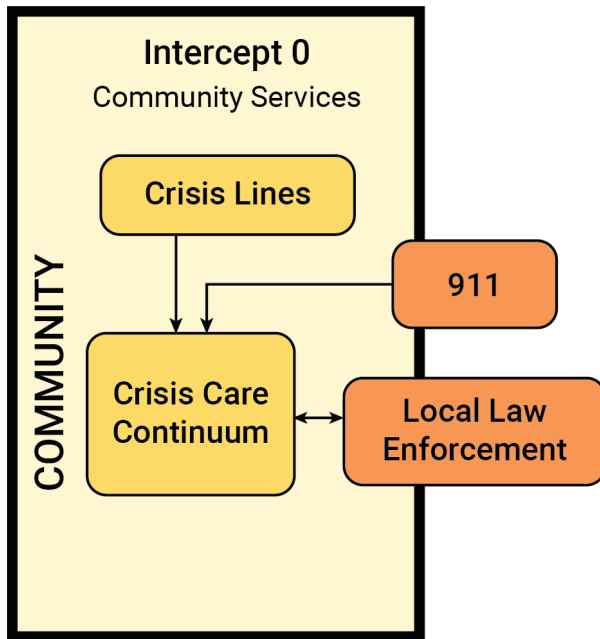 Intercept 0
Community Services
Crisis Lines
911
COMMUNITY
Crisis Care
Continuum
Local Law
Enforcement